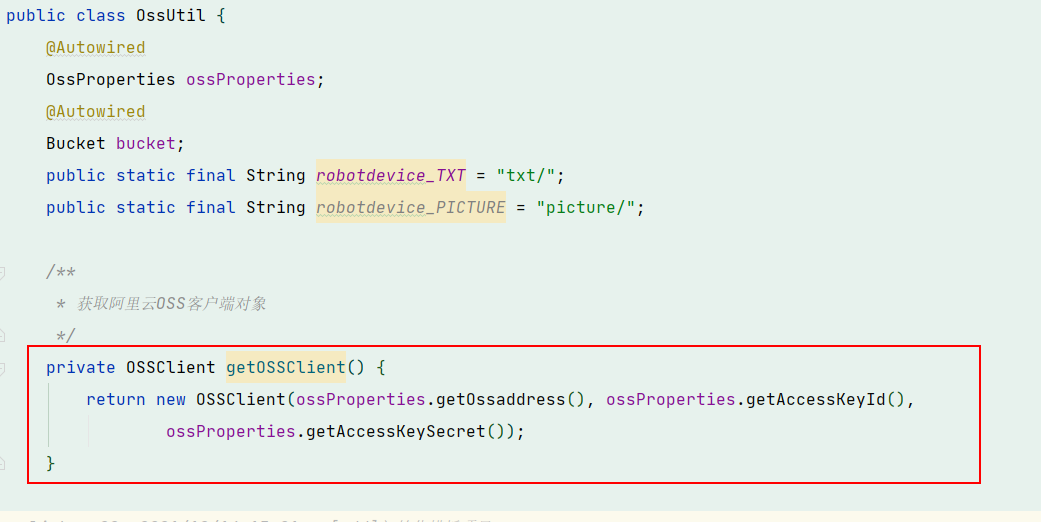 public class OssUtil {
@Autowired
OssProperties ossProperties;
@Autowired
Bucket bucket;
public static final String robotdevice_TXT = "txt/";
public static final String robotdevice_PICTURE = "picture/";
/**
* 获取阿里云OSS客户端对象
*/
private OSSClient getOSSClient() {
return new OSSClient(ossProperties.getOssaddress(), ossProperties.getAccessKeyId(),
ossProperties.getAccessKeySecret());
}